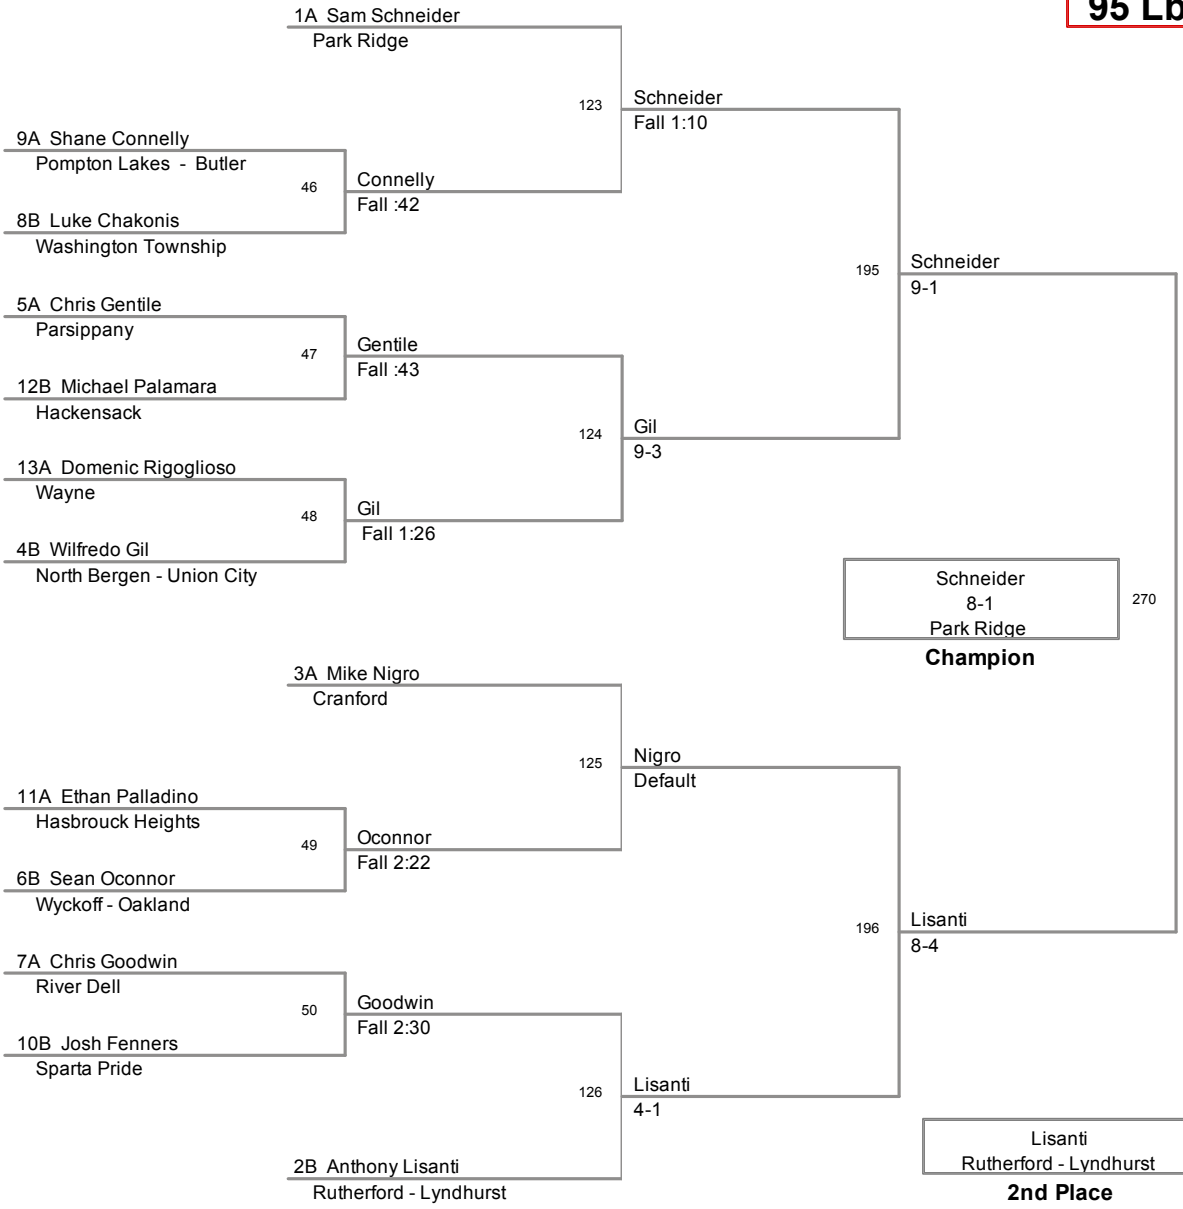 95 Lb
1A Sam Schneider
Park Ridge
123
Schneider
Fall 1:10
9A Shane Connelly
Pompton Lakes - Butler
46
Connelly
Fall :42
8B Luke Chakonis
Washington Township
195
Schneider
9-1
5A Chris Gentile
Parsippany
47
Gentile
Fall :43
12B Michael Palamara
Hackensack
124
Gil
9-3
13A Domenic Rigoglioso
Wayne
48
Gil
Fall 1:26
4B Wilfredo Gil
North Bergen - Union City
Schneider
8-1
Park Ridge
270
Champion
3A Mike Nigro
Cranford
125
Nigro
Default
11A Ethan Palladino
Hasbrouck Heights
49
Oconnor
Fall 2:22
6B Sean Oconnor
Wyckoff - Oakland
196
Lisanti
8-4
7A Chris Goodwin
River Dell
50
Goodwin
Fall 2:30
10B Josh Fenners
Sparta Pride
126
Lisanti
4-1
2B Anthony Lisanti
Rutherford - Lyndhurst
Lisanti
Rutherford - Lyndhurst
2nd Place